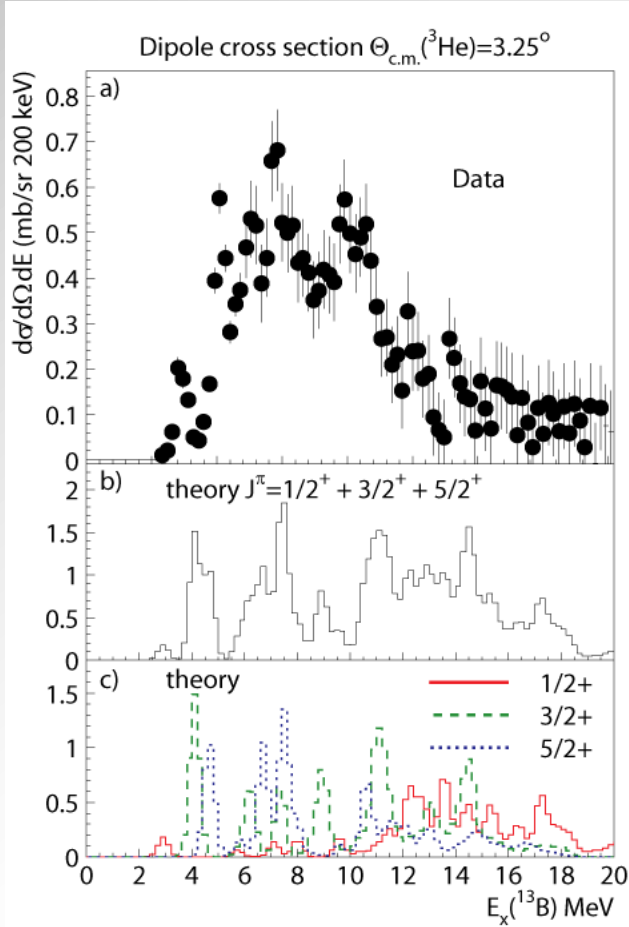 Dipole cross section Θc.m.(³He)=3.25°
a)
Data
dσ/dΩdE (mb/sr 200 keV)
0.8
0.7
0.6
0.5
0.4
0.3
0.2
0.1
0
b)
theory Jπ=1/2⁺ + 3/2⁺ + 5/2⁺
2
1.5
1
0.5
0
c)
theory
1/2+
3/2+
5/2+
1.5
1
0.5
0
0 2 4 6 8 10 12 14 16 18 20
Ex(¹³B) MeV